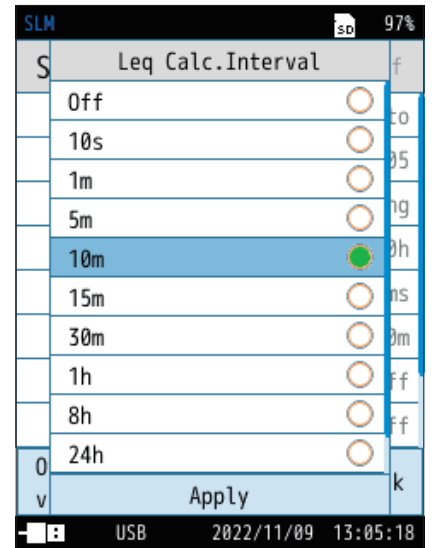 SLM SD 97%
Leq Calc.Interval
Off
10s
1m
5m
10m
15m
30m
1h
8h
24h
Apply
USB 2022/11/09 13:05:18